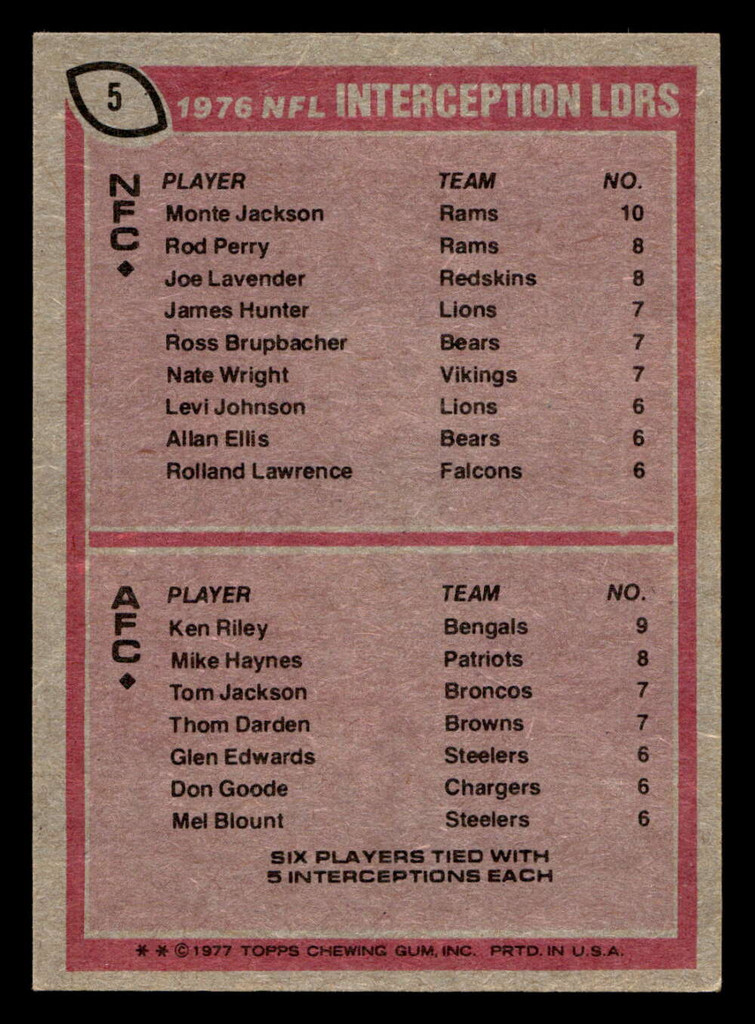 5
1976 NFL INTERCEPTION LDRS
NFC
PLAYER TEAM NO.
Monte Jackson Rams 10
Rod Perry Rams 8
Joe Lavender Redskins 8
James Hunter Lions 7
Ross Brupbacher Bears 7
Nate Wright Vikings 7
Levi Johnson Lions 6
Allan Ellis Bears 6
Rolland Lawrence Falcons 6
AFC
PLAYER TEAM NO.
Ken Riley Bengals 9
Mike Haynes Patriots 8
Tom Jackson Broncos 7
Thom Darden Browns 7
Glen Edwards Steelers 6
Don Goode Chargers 6
Mel Blount Steelers 6
SIX PLAYERS TIED WITH
5 INTERCEPTIONS EACH
* * © 1977 TOPPS CHEWING GUM, INC. PRTD. IN U.S.A.